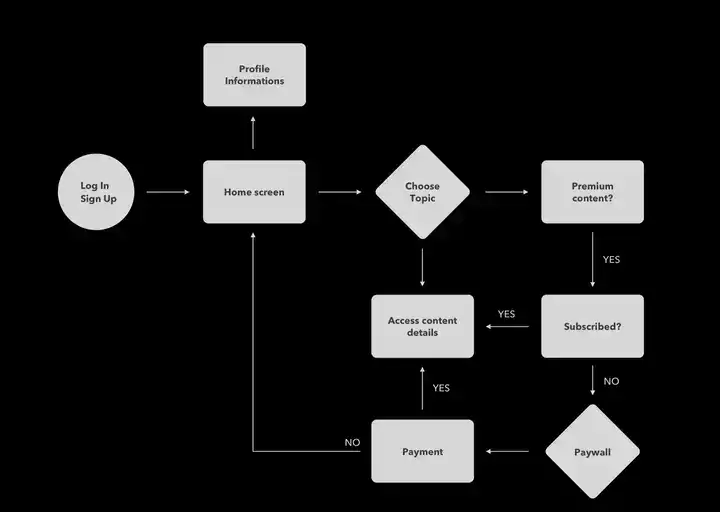 Profile
Informations
Log In
Sign Up
Home screen
Choose
Topic
Premium
content?
YES
Access content
details
YES
Subscribed?
YES
NO
NO
Payment
Paywall